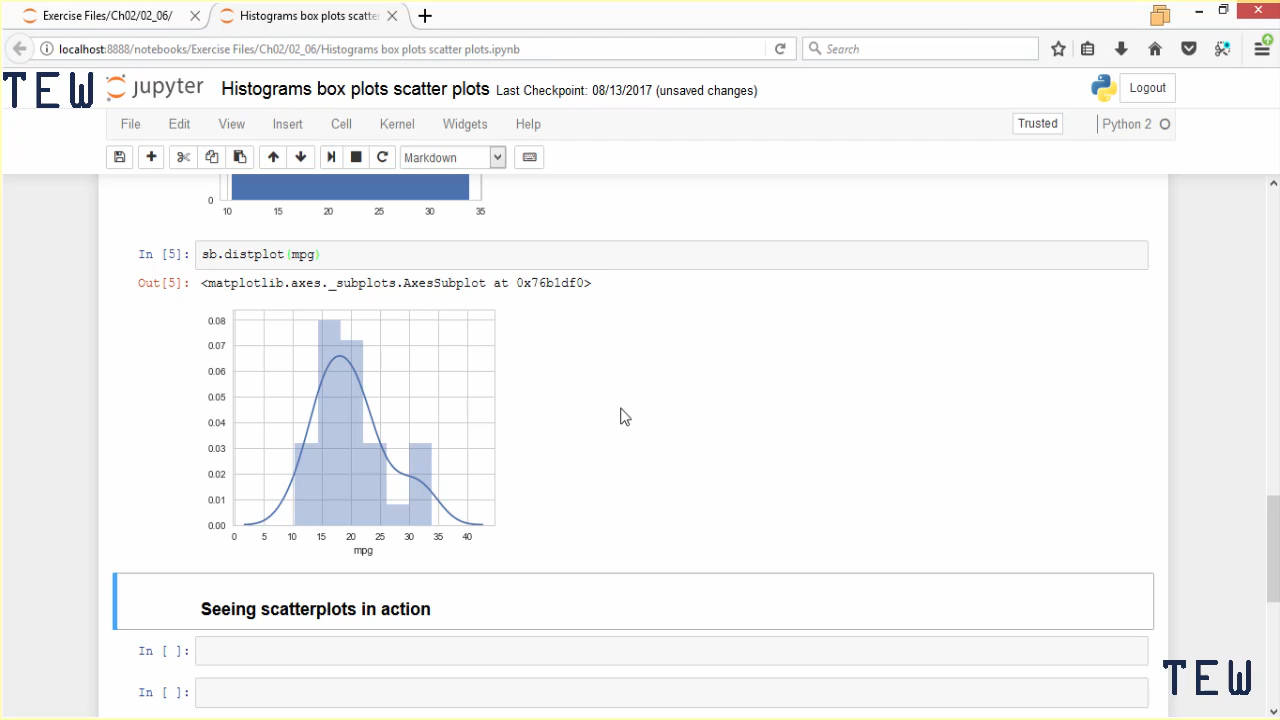 Exercise Files/Ch02/02_06/
Histograms box plots scatte
localhost:8888/notebooks/Exercise Files/Ch02/02_06/Histograms box plots scatter plots.ipynb
Search
TEW
jupyter Histograms box plots scatter plots Last Checkpoint: 08/13/2017 (unsaved changes)
Logout
File Edit View Insert Cell Kernel Widgets Help
Trusted
Python 2
Markdown
0
10 15 20 25 30 35
In [5]: sb.distplot(mpg)
Out[5]: <matplotlib.axes._subplots.AxesSubplot at 0x76b1df0>
0.08
0.07
0.06
0.05
0.04
0.03
0.02
0.01
0.00
0 5 10 15 20 25 30 35 40
mpg
Seeing scatterplots in action
In [ ]:
In [ ]:
TEW